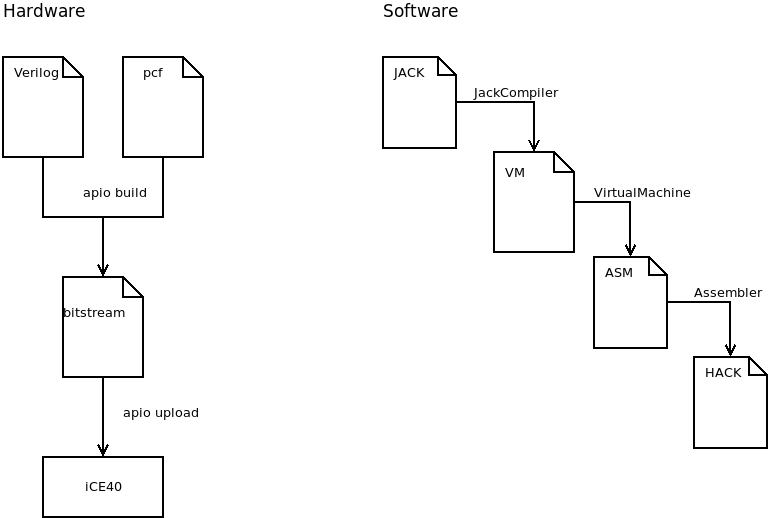 Hardware
Verilog
pcf
apio build
bitstream
apio upload
iCE40
Software
JACK
JackCompiler
VM
VirtualMachine
ASM
Assembler
HACK